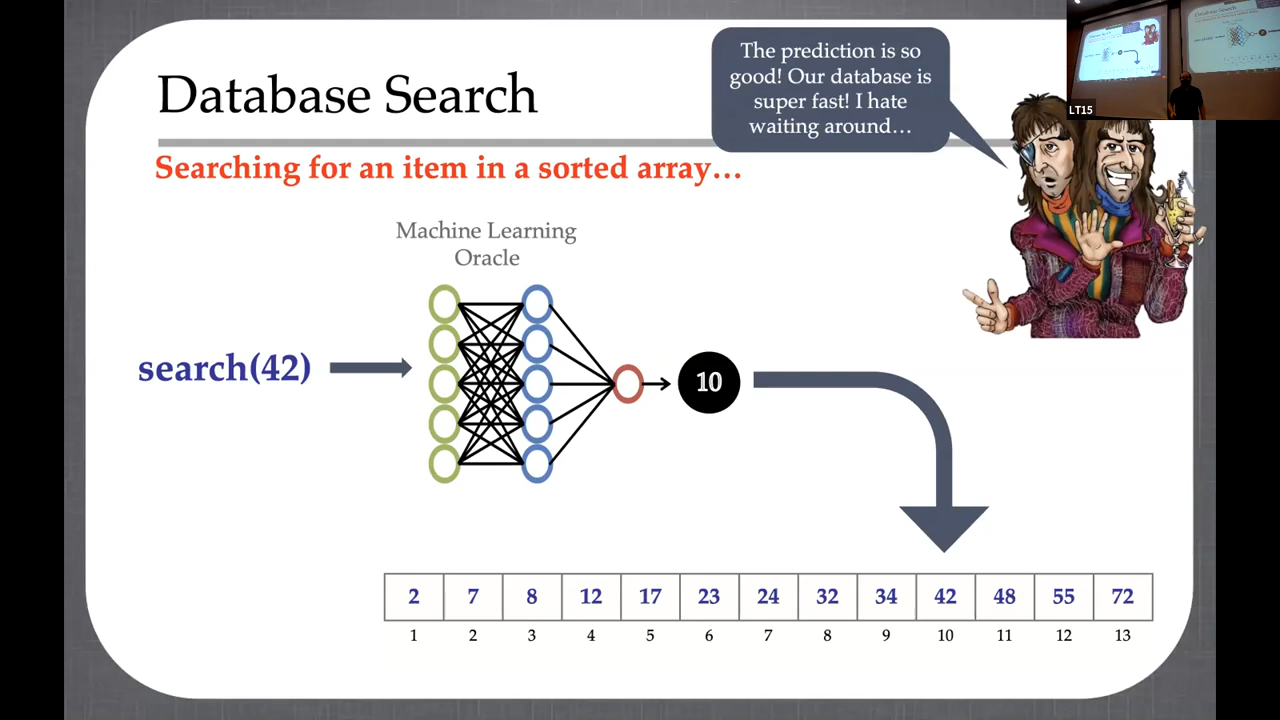 Database Search
The prediction is so
good! Our database is
super fast! I hate
waiting around…
LT15
Searching for an item in a sorted array…
Machine Learning
Oracle
search(42)
10
2 7 8 12 17 23 24 32 34 42 48 55 72
1 2 3 4 5 6 7 8 9 10 11 12 13